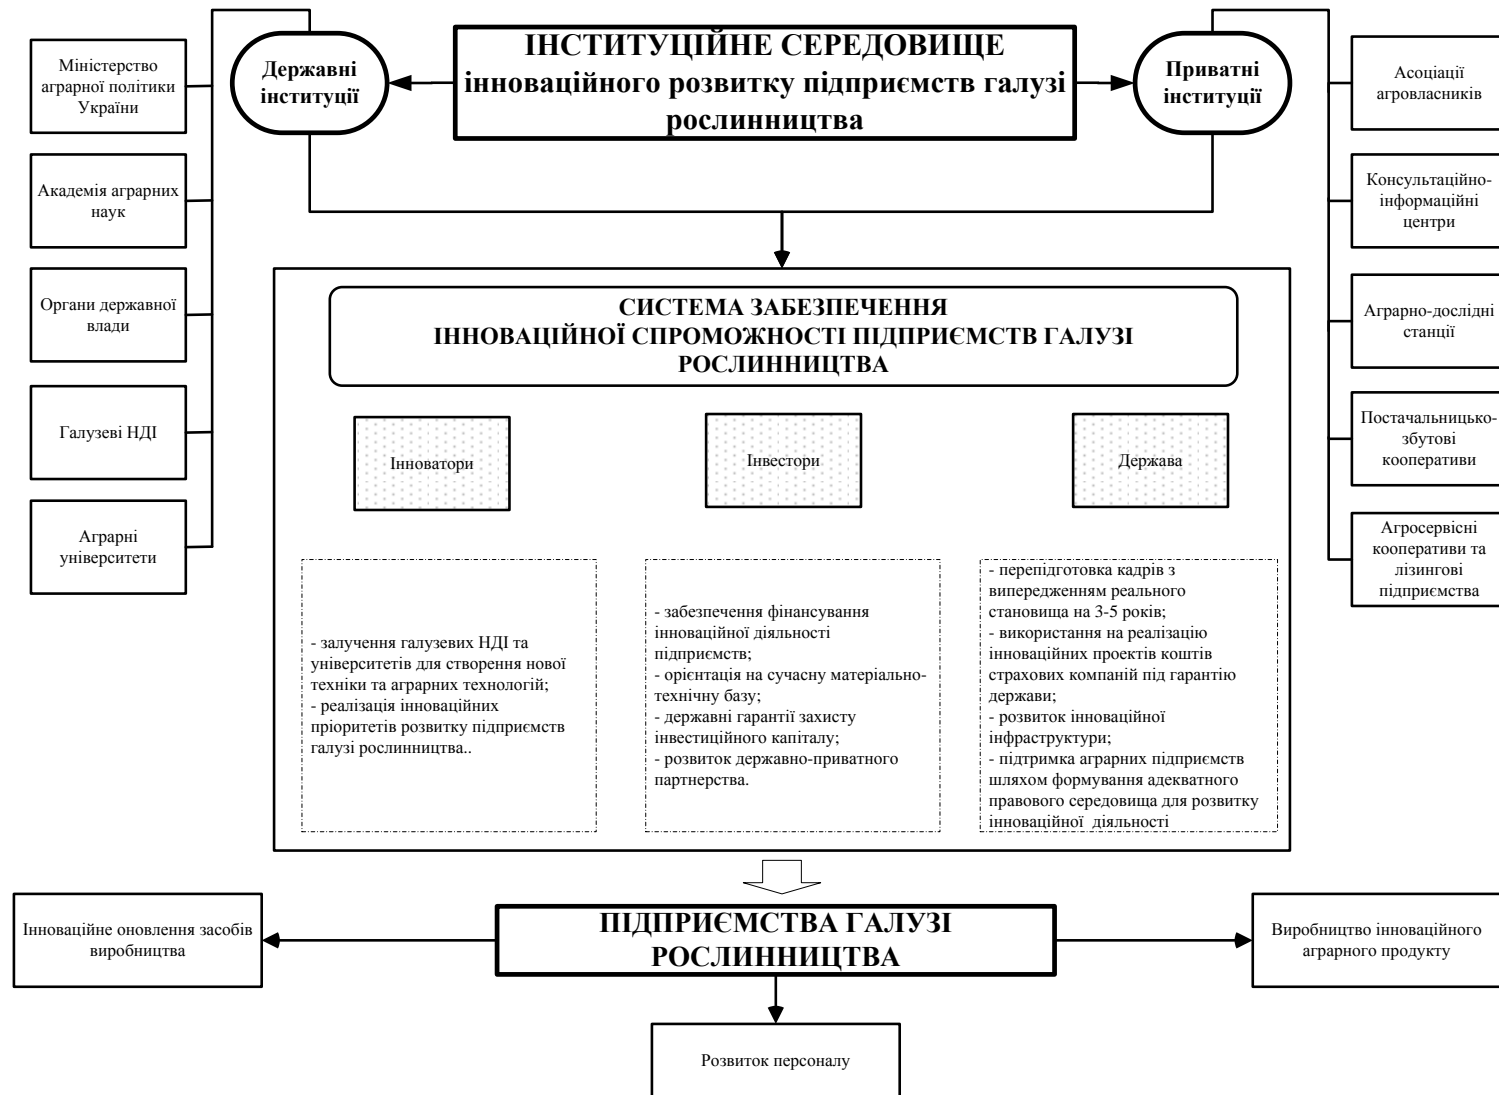 ІНСТИТУЦІЙНЕ СЕРЕДОВИЩЕ
інноваційного розвитку підприємств галузі
рослинництва
Державні
інституції
Приватні
інституції
Міністерство
аграрної політики
України
Академія аграрних
наук
Органи державної
влади
Галузеві НДІ
Аграрні
університети
Асоціації
агровласників
Консультаційно-
інформаційні
центри
Аграрно-дослідні
станції
Постачальницько-
збутові
кооперативи
Агросервісні
кооперативи та
лізингові
підприємства
СИСТЕМА ЗАБЕЗПЕЧЕННЯ
ІННОВАЦІЙНОЇ СПРОМОЖНОСТІ ПІДПРИЄМСТВ ГАЛУЗІ
РОСЛИННИЦТВА
Інноватори
Інвестори
Держава
- залучення галузевих НДІ та
університетів для створення нової
техніки та аграрних технологій;
- реалізація інноваційних
пріоритетів розвитку підприємств
галузі рослинництва..
- забезпечення фінансування
інноваційної діяльності
підприємств;
- орієнтація на сучасну матеріально-
технічну базу;
- державні гарантії захисту
інвестиційного капіталу;
- розвиток державно-приватного
партнерства.
- перепідготовка кадрів з
випередженням реального
становища на 3-5 років;
- використання на реалізацію
інноваційних проектів коштів
страхових компаній під гарантію
держави;
- розвиток інноваційної
інфраструктури;
- підтримка аграрних підприємств
шляхом формування адекватного
правового середовища для розвитку
інноваційної діяльності
ПІДПРИЄМСТВА ГАЛУЗІ
РОСЛИННИЦТВА
Інноваційне оновлення засобів
виробництва
Виробництво інноваційного
аграрного продукту
Розвиток персоналу